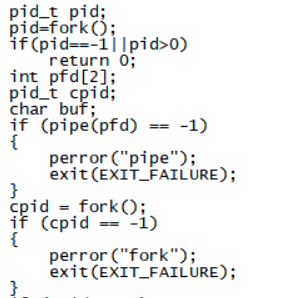 pid_t pid;
pid=fork();
if(pid==-1||pid>0)
    return 0;
int pfd[2];
pid_t cpid;
char buf;
if (pipe(pfd) == -1)
{
    perror("pipe");
    exit(EXIT_FAILURE);
}
cpid = fork();
if (cpid == -1)
{
    perror("fork");
    exit(EXIT_FAILURE);
}